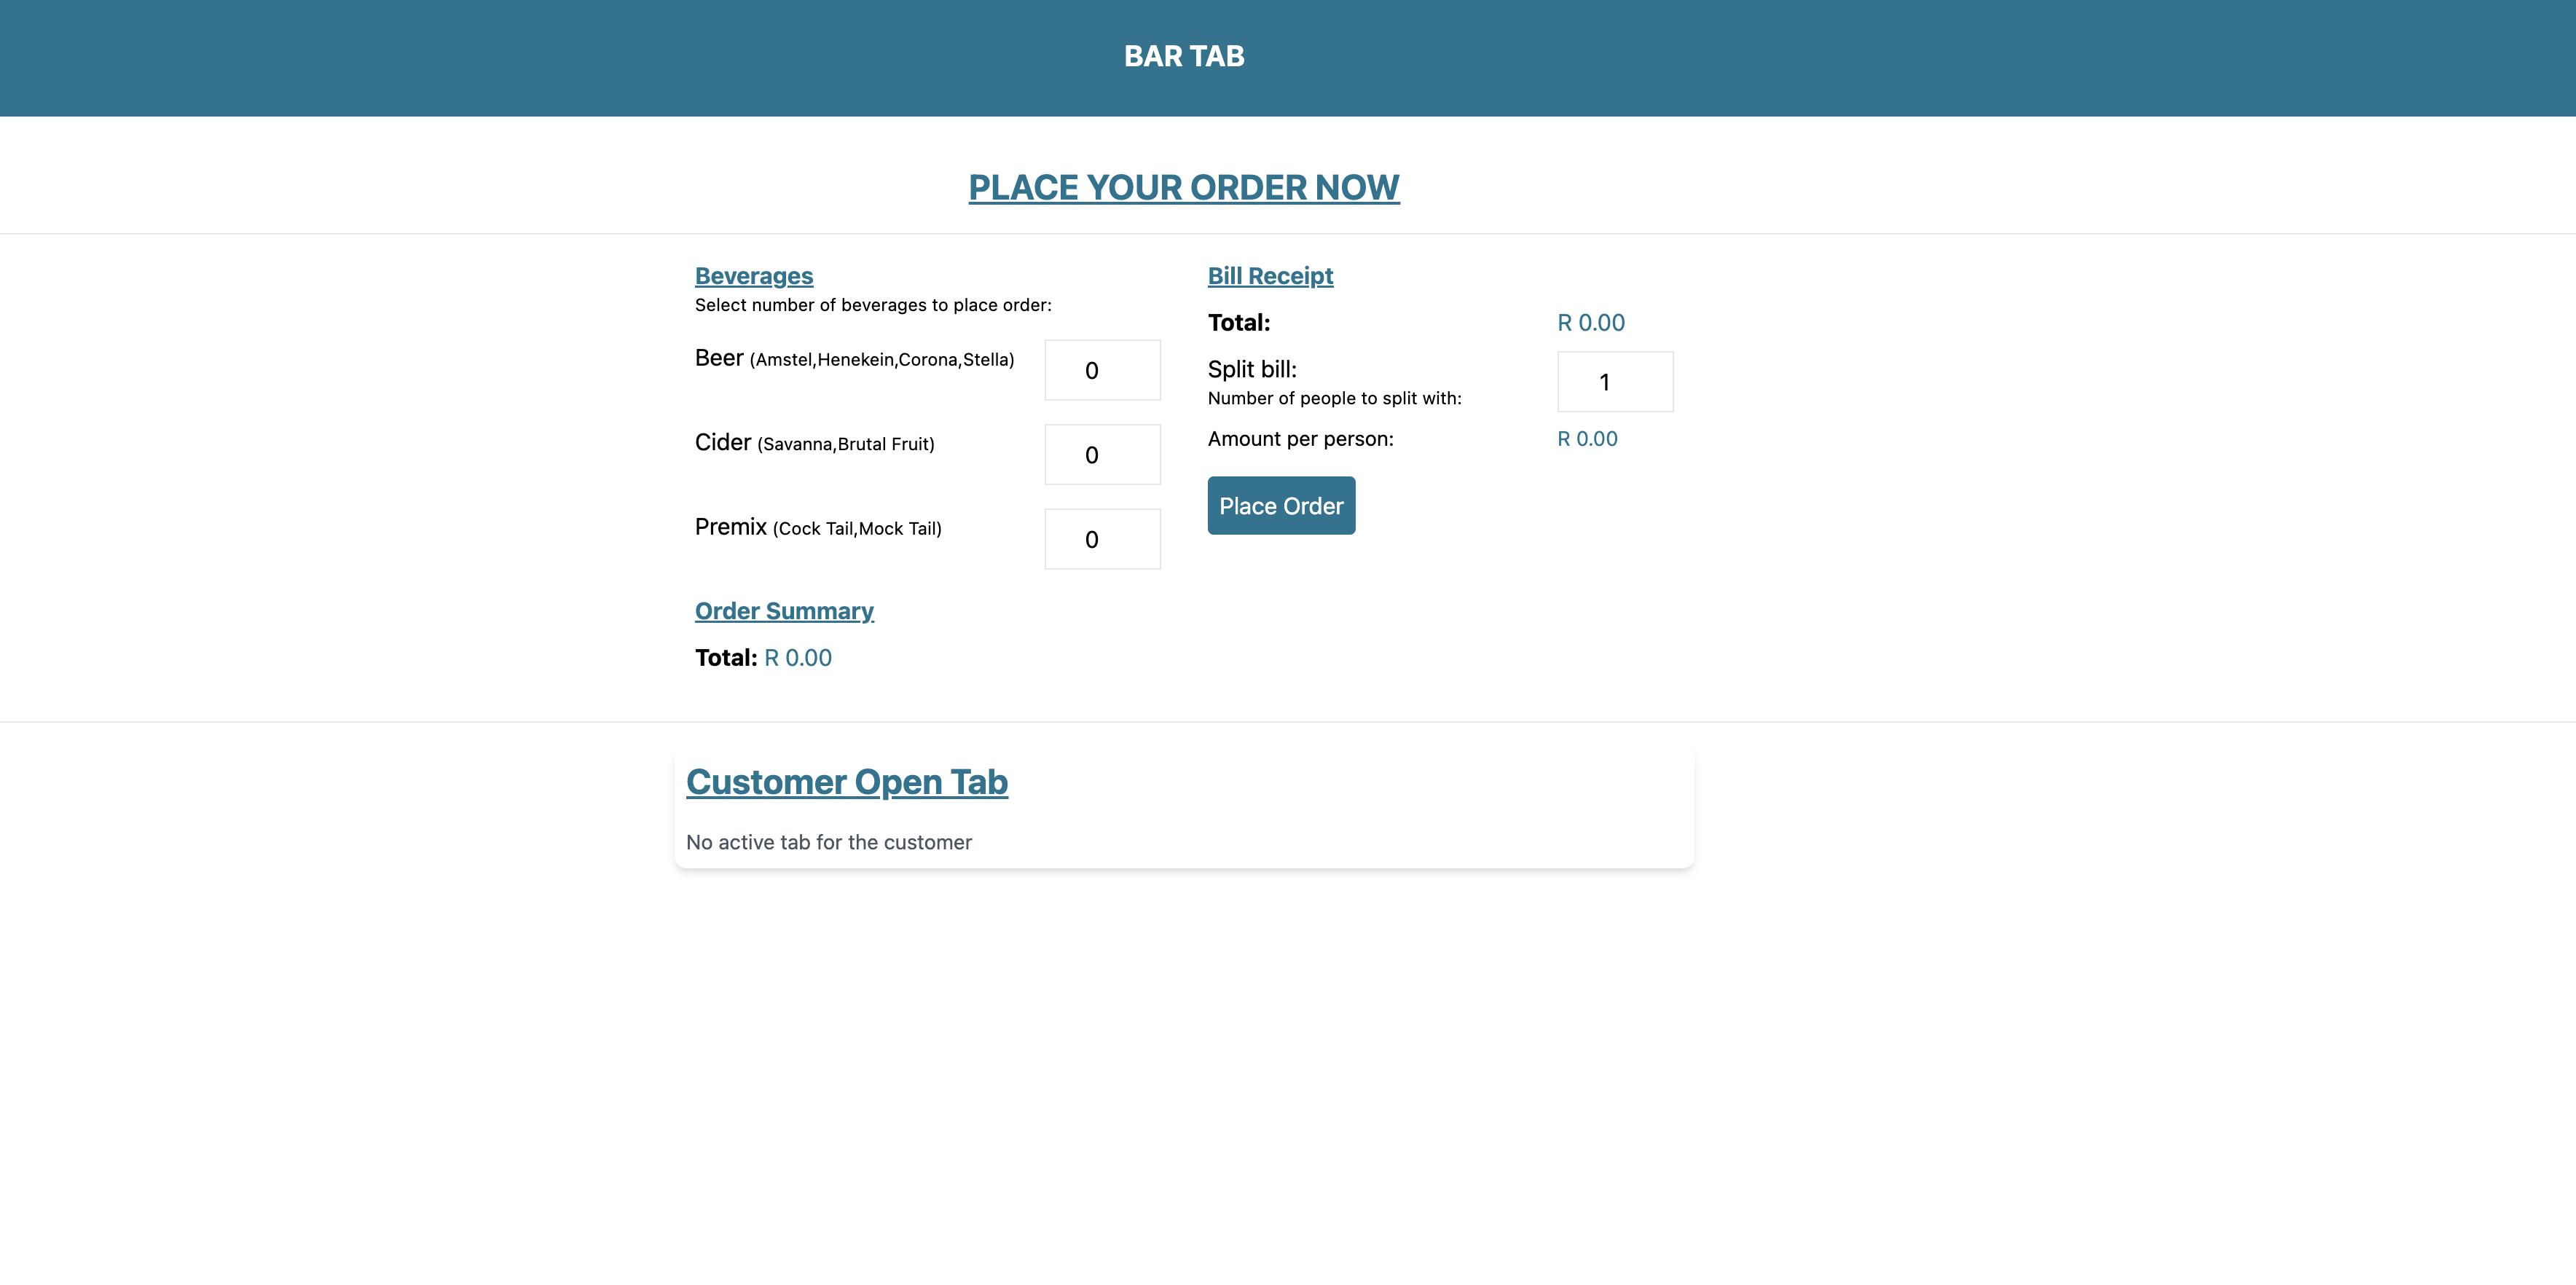 BAR TAB
PLACE YOUR ORDER NOW
Beverages
Select number of beverages to place order:
Beer (Amstel,Henekein,Corona,Stella)
0
Cider (Savanna,Brutal Fruit)
0
Premix (Cock Tail,Mock Tail)
0
Order Summary
Total: R 0.00
Bill Receipt
Total: R 0.00
Split bill:
Number of people to split with:
1
Amount per person: R 0.00
Place Order
Customer Open Tab
No active tab for the customer